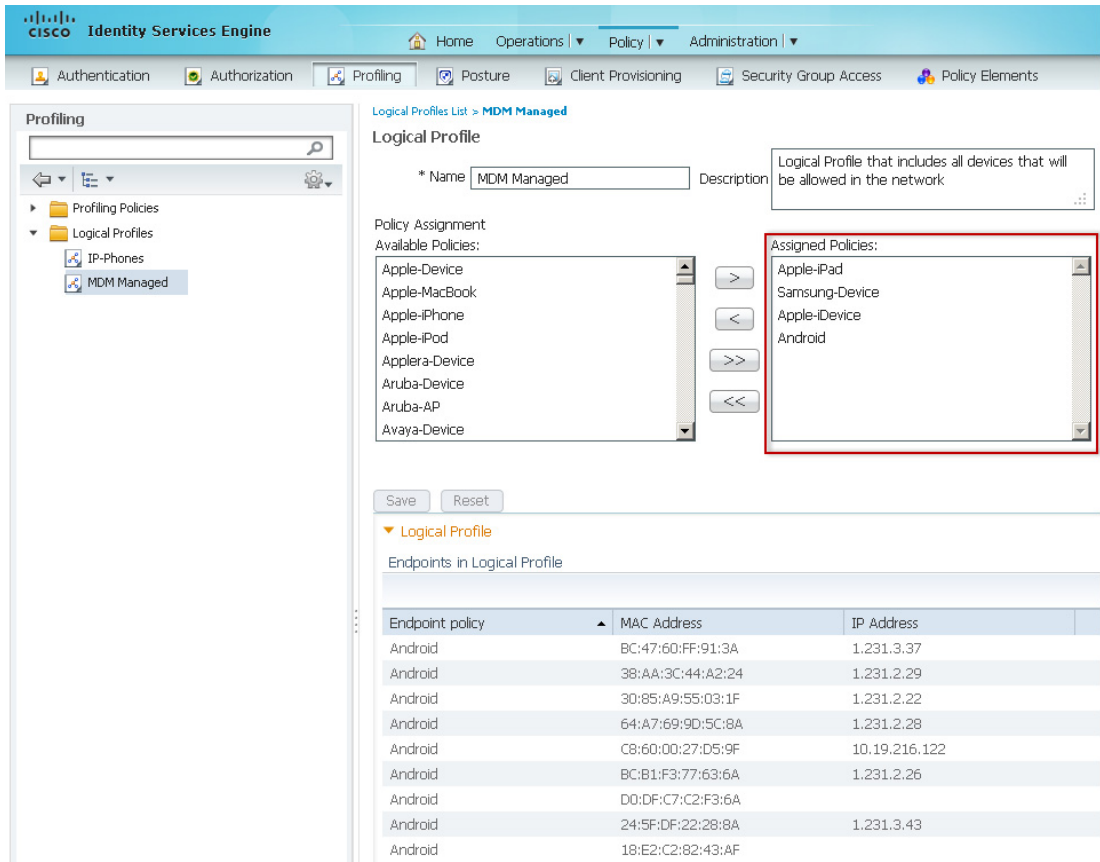 CISCO Identity Services Engine
Home Operations | ▼ Policy | ▼ Administration | ▼
Authentication Authorization Profiling Posture Client Provisioning Security Group Access Policy Elements
Profiling
Profiling Policies
Logical Profiles
IP-Phones
MDM Managed
Logical Profiles List > MDM Managed
Logical Profile
* Name MDM Managed
Description Logical Profile that includes all devices that will
be allowed in the network
Policy Assignment
Available Policies:
Apple-Device
Apple-MacBook
Apple-iPhone
Apple-iPod
Applera-Device
Aruba-Device
Aruba-AP
Avaya-Device
>
<
>>
<<
Assigned Policies:
Apple-iPad
Samsung-Device
Apple-iDevice
Android
Save Reset
Logical Profile
Endpoints in Logical Profile
Endpoint policy MAC Address IP Address
Android BC:47:60:FF:91:3A 1.231.3.37
Android 38:AA:3C:44:A2:24 1.231.2.29
Android 30:85:A9:55:03:1F 1.231.2.22
Android 64:A7:69:9D:5C:8A 1.231.2.28
Android C8:60:00:27:D5:9F 10.19.216.122
Android BC:B1:F3:77:63:6A 1.231.2.26
Android D0:DF:C7:C2:F3:6A
Android 24:5F:DF:22:28:8A 1.231.3.43
Android 18:E2:C2:82:43:AF